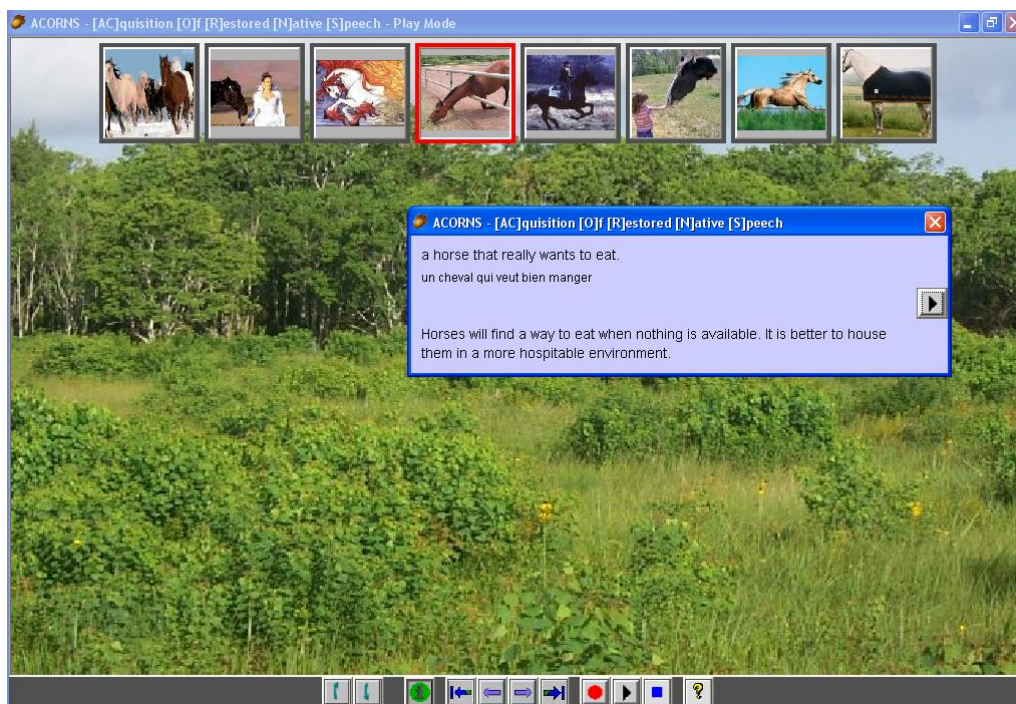 ACORNS - [AC]quisition [O]f [R]estored [N]ative [S]peech - Play Mode
ACORNS - [AC]quisition [O]f [R]estored [N]ative [S]peech
a horse that really wants to eat.
un cheval qui veut bien manger
Horses will find a way to eat when nothing is available. It is better to house
them in a more hospitable environment.